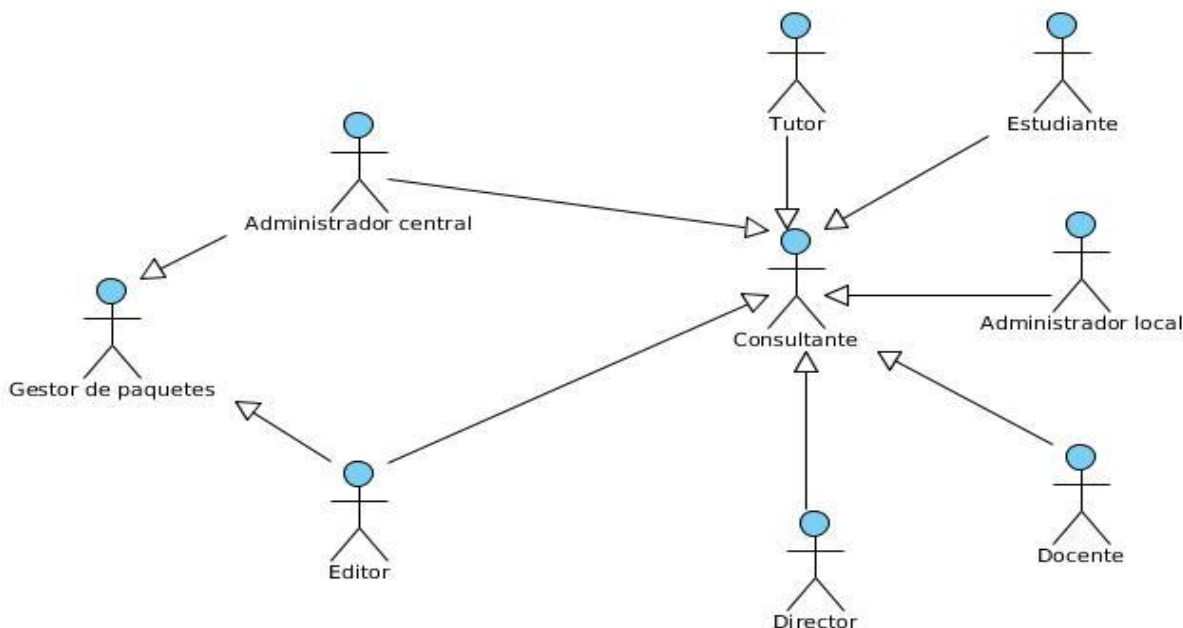 Tutor
Estudiante
Administrador central
Administrador local
Consultante
Gestor de paquetes
Docente
Editor
Director